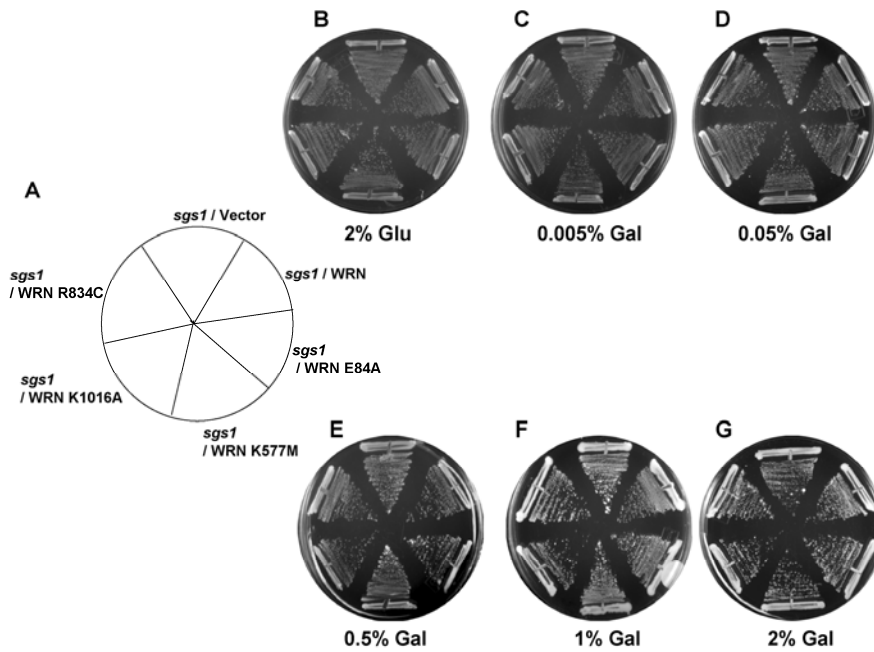 A
sgs1 / Vector
sgs1
/ WRN
sgs1
/ WRN E84A
sgs1
/ WRN K577M
sgs1
/ WRN K1016A
sgs1
/ WRN R834C
B
2% Glu
C
0.005% Gal
D
0.05% Gal
E
0.5% Gal
F
1% Gal
G
2% Gal